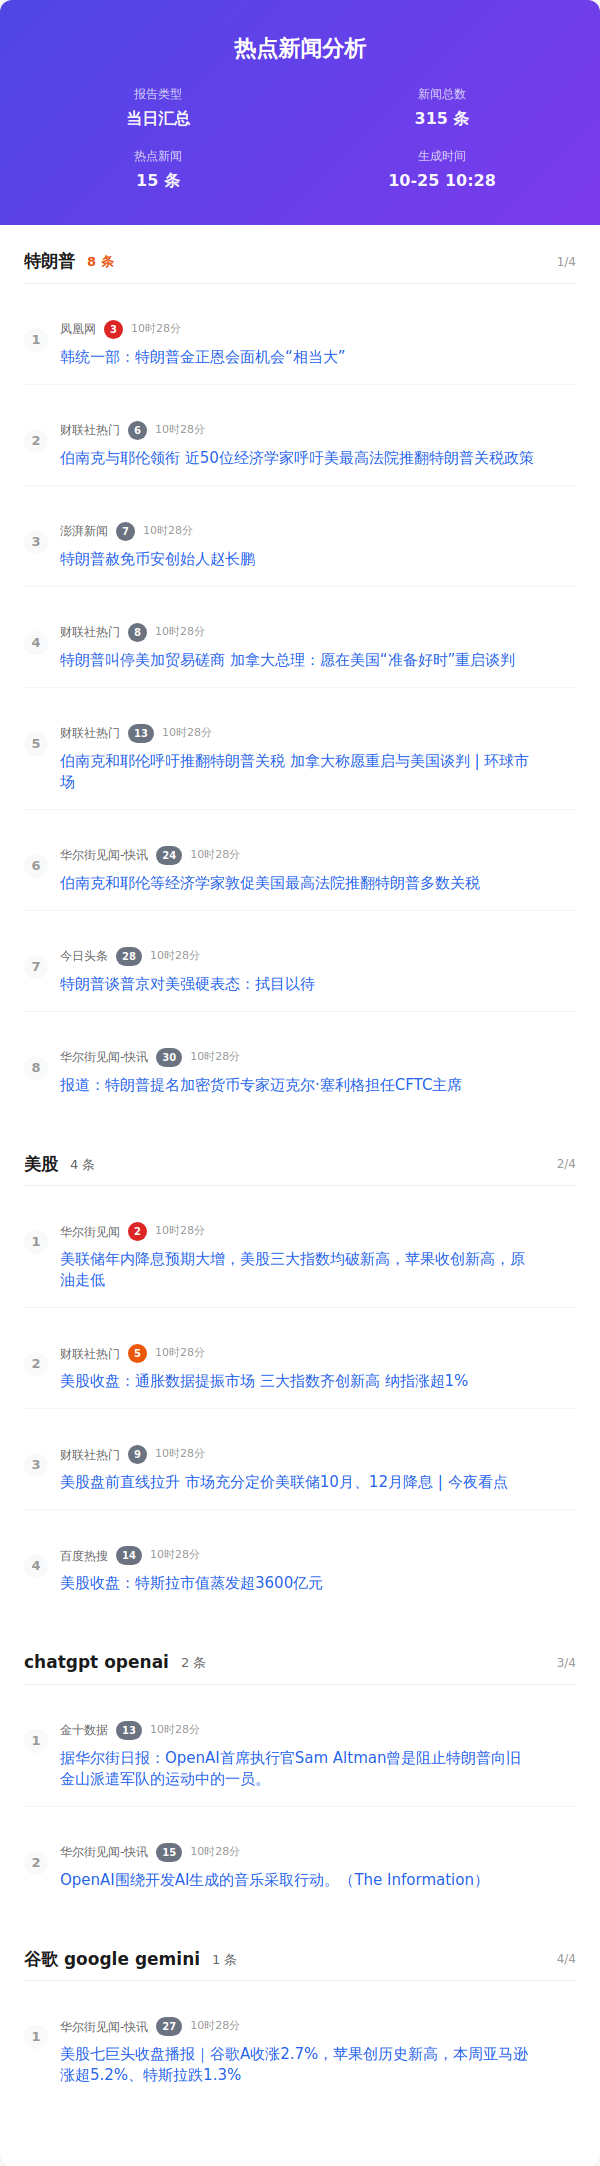 热点新闻分析
报告类型
当日汇总
新闻总数
315 条
热点新闻
15 条
生成时间
10-25 10:28
特朗普 8 条 1/4
1
凤凰网 3 10时28分
韩统一部：特朗普金正恩会面机会“相当大”
2
财联社热门 6 10时28分
伯南克与耶伦领衔 近50位经济学家呼吁美最高法院推翻特朗普关税政策
3
澎湃新闻 7 10时28分
特朗普赦免币安创始人赵长鹏
4
财联社热门 8 10时28分
特朗普叫停美加贸易磋商 加拿大总理：愿在美国“准备好时”重启谈判
5
财联社热门 13 10时28分
伯南克和耶伦呼吁推翻特朗普关税 加拿大称愿重启与美国谈判 | 环球市
场
6
华尔街见闻-快讯 24 10时28分
伯南克和耶伦等经济学家敦促美国最高法院推翻特朗普多数关税
7
今日头条 28 10时28分
特朗普谈普京对美强硬表态：拭目以待
8
华尔街见闻-快讯 30 10时28分
报道：特朗普提名加密货币专家迈克尔·塞利格担任CFTC主席
美股 4 条 2/4
1
华尔街见闻 2 10时28分
美联储年内降息预期大增，美股三大指数均破新高，苹果收创新高，原
油走低
2
财联社热门 5 10时28分
美股收盘：通胀数据提振市场 三大指数齐创新高 纳指涨超1%
3
财联社热门 9 10时28分
美股盘前直线拉升 市场充分定价美联储10月、12月降息 | 今夜看点
4
百度热搜 14 10时28分
美股收盘：特斯拉市值蒸发超3600亿元
chatgpt openai 2 条 3/4
1
金十数据 13 10时28分
据华尔街日报：OpenAI首席执行官Sam Altman曾是阻止特朗普向旧
金山派遣军队的运动中的一员。
2
华尔街见闻-快讯 15 10时28分
OpenAI围绕开发AI生成的音乐采取行动。（The Information）
谷歌 google gemini 1 条 4/4
1
华尔街见闻-快讯 27 10时28分
美股七巨头收盘播报｜谷歌A收涨2.7%，苹果创历史新高，本周亚马逊
涨超5.2%、特斯拉跌1.3%